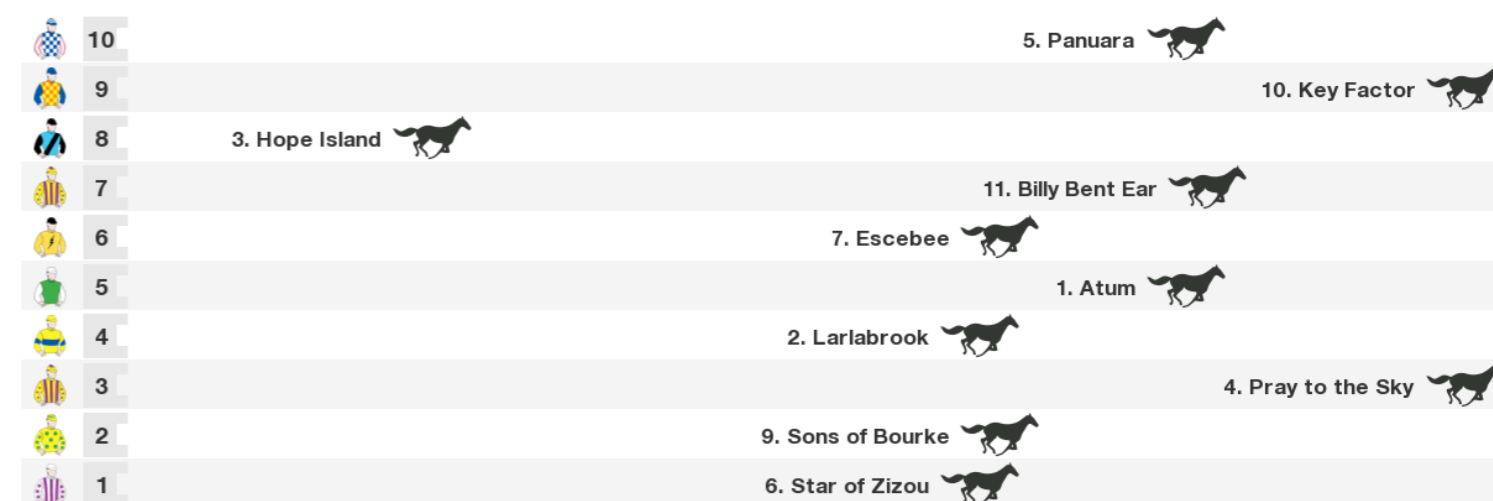 10 5. Panuara
9 10. Key Factor
8 3. Hope Island
7 11. Billy Bent Ear
6 7. Escebee
5 1. Atum
4 2. Larlabrook
3 4. Pray to the Sky
2 9. Sons of Bourke
1 6. Star of Zizou